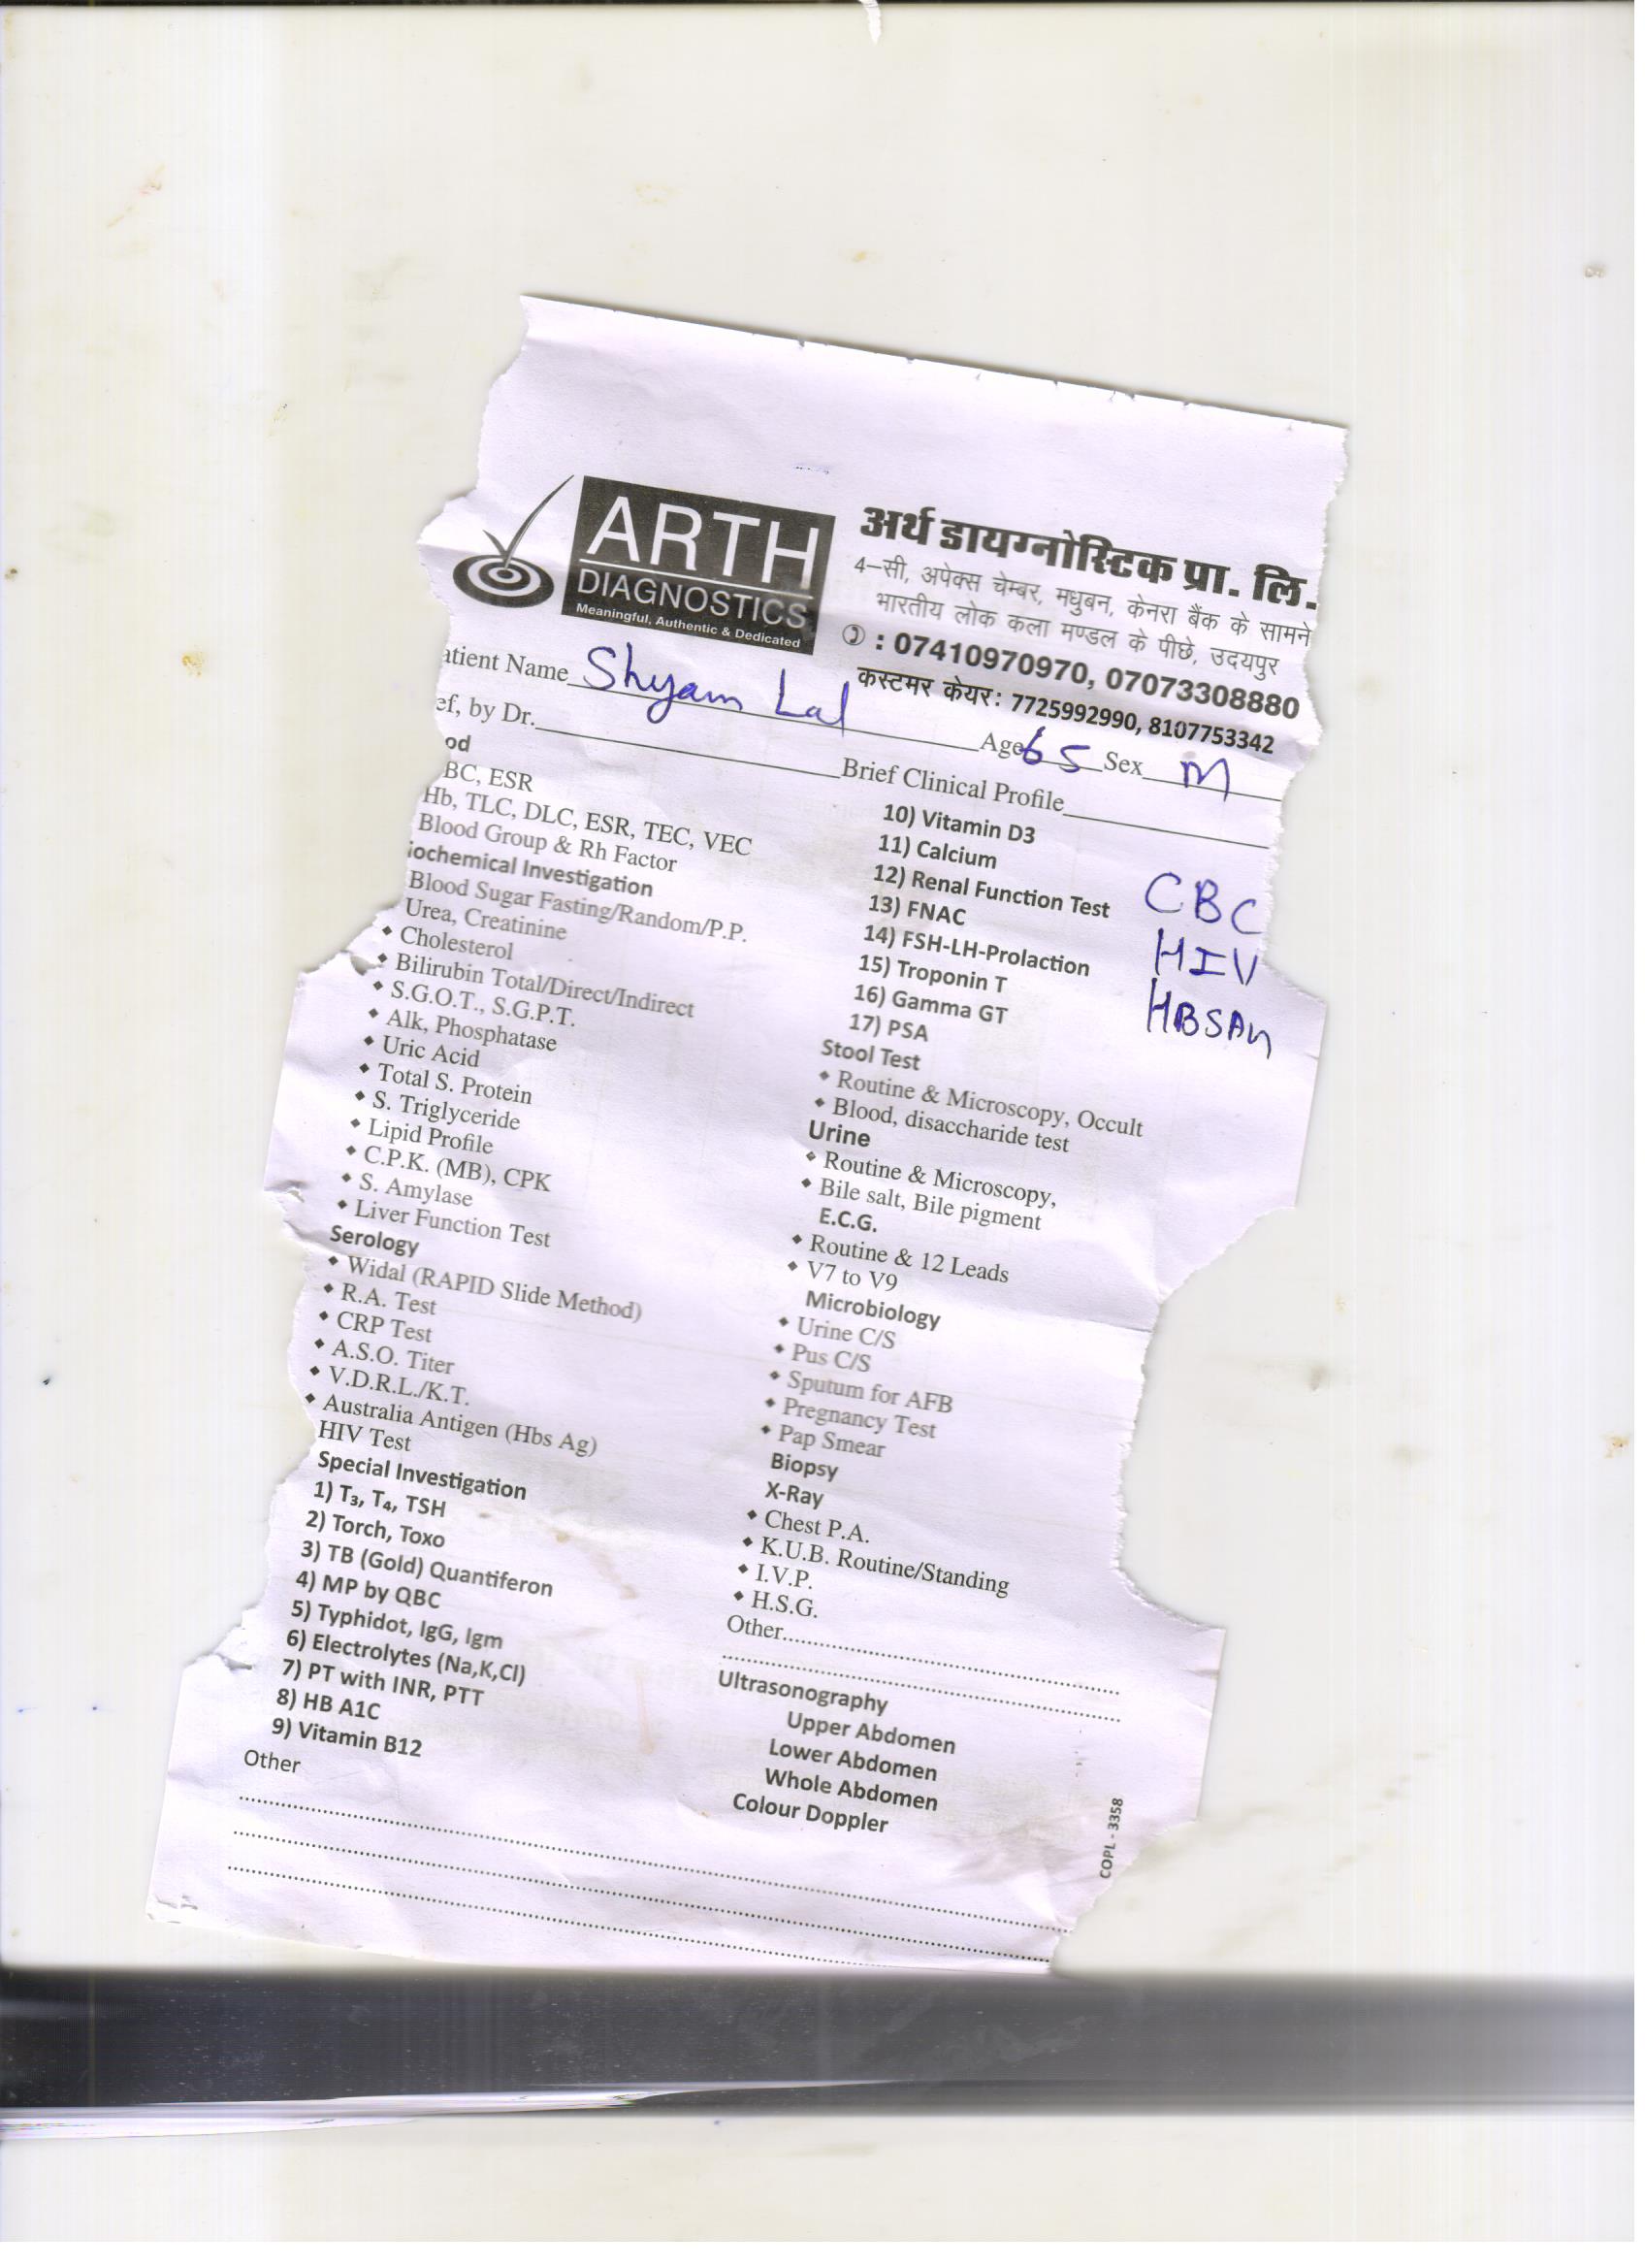 ARTH
DIAGNOSTICS
Meaningful, Authentic & Dedicated
अर्थ डायग्नोस्टिक प्रा. लि.
4–सी, अपेक्स चेम्बर, मधुबन, केनरा बैंक के सामने
भारतीय लोक कला मण्डल के पीछे, उदयपुर
: 07410970970, 07073308880
कस्टमर केयर: 7725992990, 8107753342
atient Name Shyam Lal Age 65 Sex M
ef, by Dr. Brief Clinical Profile
od
BC, ESR
Hb, TLC, DLC, ESR, TEC, VEC
Blood Group & Rh Factor
iochemical Investigation
Blood Sugar Fasting/Random/P.P.
Urea, Creatinine
♦ Cholesterol
♦ Bilirubin Total/Direct/Indirect
♦ S.G.O.T., S.G.P.T.
♦ Alk, Phosphatase
♦ Uric Acid
♦ Total S. Protein
♦ S. Triglyceride
♦ Lipid Profile
♦ C.P.K. (MB), CPK
♦ S. Amylase
♦ Liver Function Test
Serology
♦ Widal (RAPID Slide Method)
♦ R.A. Test
♦ CRP Test
♦ A.S.O. Titer
♦ V.D.R.L./K.T.
♦ Australia Antigen (Hbs Ag)
HIV Test
Special Investigation
1) T₃, T₄, TSH
2) Torch, Toxo
3) TB (Gold) Quantiferon
4) MP by QBC
5) Typhidot, IgG, Igm
6) Electrolytes (Na,K,Cl)
7) PT with INR, PTT
8) HB A1C
9) Vitamin B12
Other
10) Vitamin D3
11) Calcium
12) Renal Function Test
13) FNAC
14) FSH-LH-Prolaction
15) Troponin T
16) Gamma GT
17) PSA
Stool Test
♦ Routine & Microscopy, Occult
♦ Blood, disaccharide test
Urine
♦ Routine & Microscopy,
♦ Bile salt, Bile pigment
E.C.G.
♦ Routine & 12 Leads
♦ V7 to V9
Microbiology
♦ Urine C/S
♦ Pus C/S
♦ Sputum for AFB
♦ Pregnancy Test
♦ Pap Smear
Biopsy
X-Ray
♦ Chest P.A.
♦ K.U.B. Routine/Standing
♦ I.V.P.
♦ H.S.G.
Other
Ultrasonography
Upper Abdomen
Lower Abdomen
Whole Abdomen
Colour Doppler
CBC
HIV
HBSAg
COPL - 3358